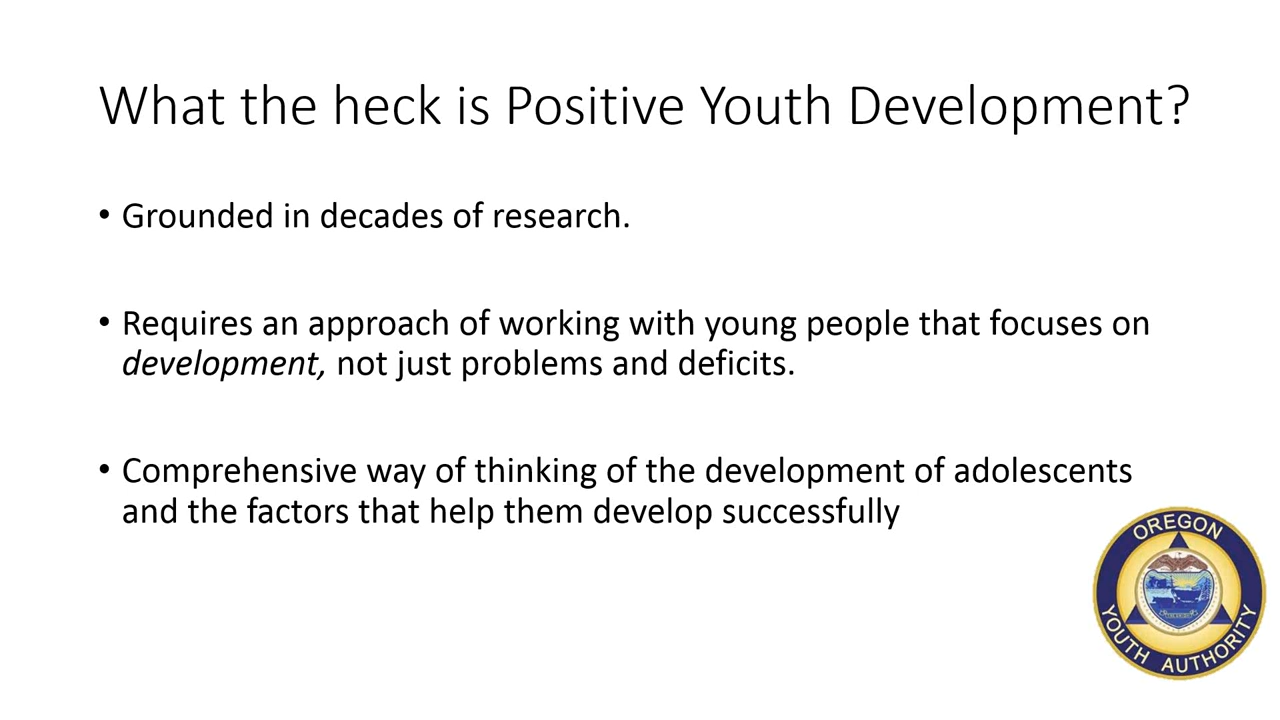 What the heck is Positive Youth Development?
• Grounded in decades of research.
• Requires an approach of working with young people that focuses on
development, not just problems and deficits.
• Comprehensive way of thinking of the development of adolescents
and the factors that help them develop successfully
OREGON
YOUTH AUTHORITY